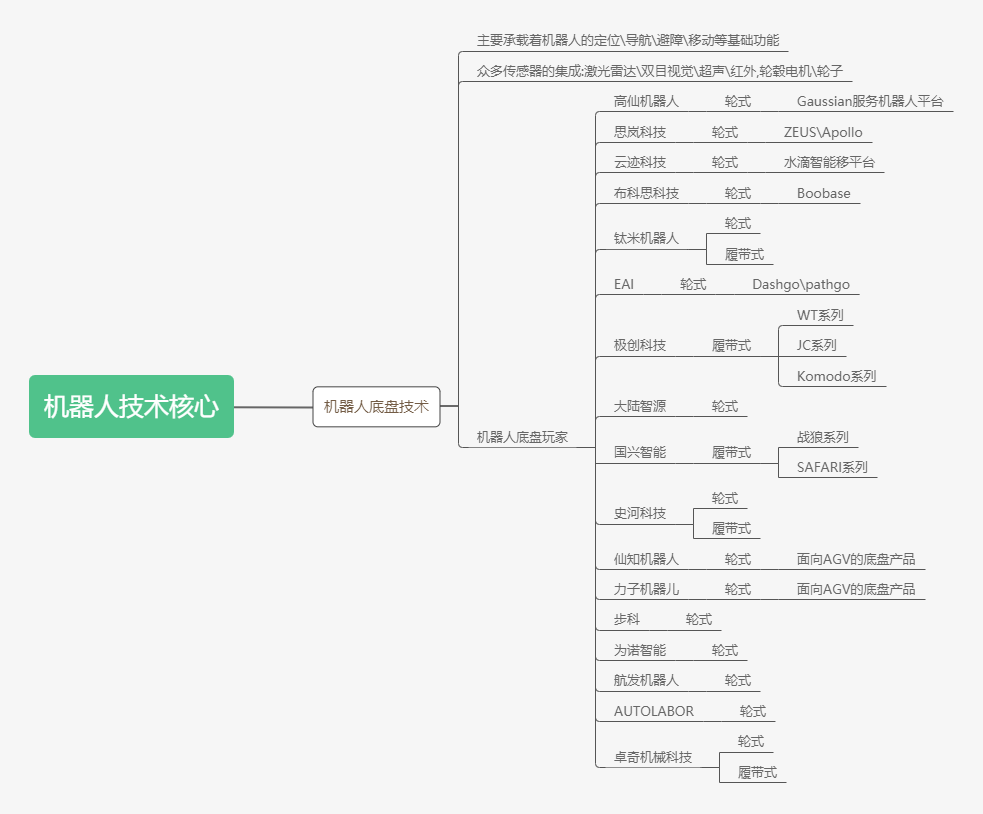 机器人技术核心
机器人底盘技术
主要承载着机器人的定位\导航\避障\移动等基础功能
众多传感器的集成:激光雷达\双目视觉\超声\红外,轮毂电机\轮子
机器人底盘玩家
高仙机器人 轮式 Gaussian服务机器人平台
思岚科技 轮式 ZEUS\Apollo
云迹科技 轮式 水滴智能移平台
布科思科技 轮式 Boobase
钛米机器人
轮式
履带式
EAI 轮式 Dashgo\pathgo
极创科技 履带式
WT系列
JC系列
Komodo系列
大陆智源 轮式
国兴智能 履带式
战狼系列
SAFARI系列
史河科技
轮式
履带式
仙知机器人 轮式 面向AGV的底盘产品
力子机器儿 轮式 面向AGV的底盘产品
步科 轮式
为诺智能 轮式
航发机器人 轮式
AUTOLABOR 轮式
卓奇机械科技
轮式
履带式